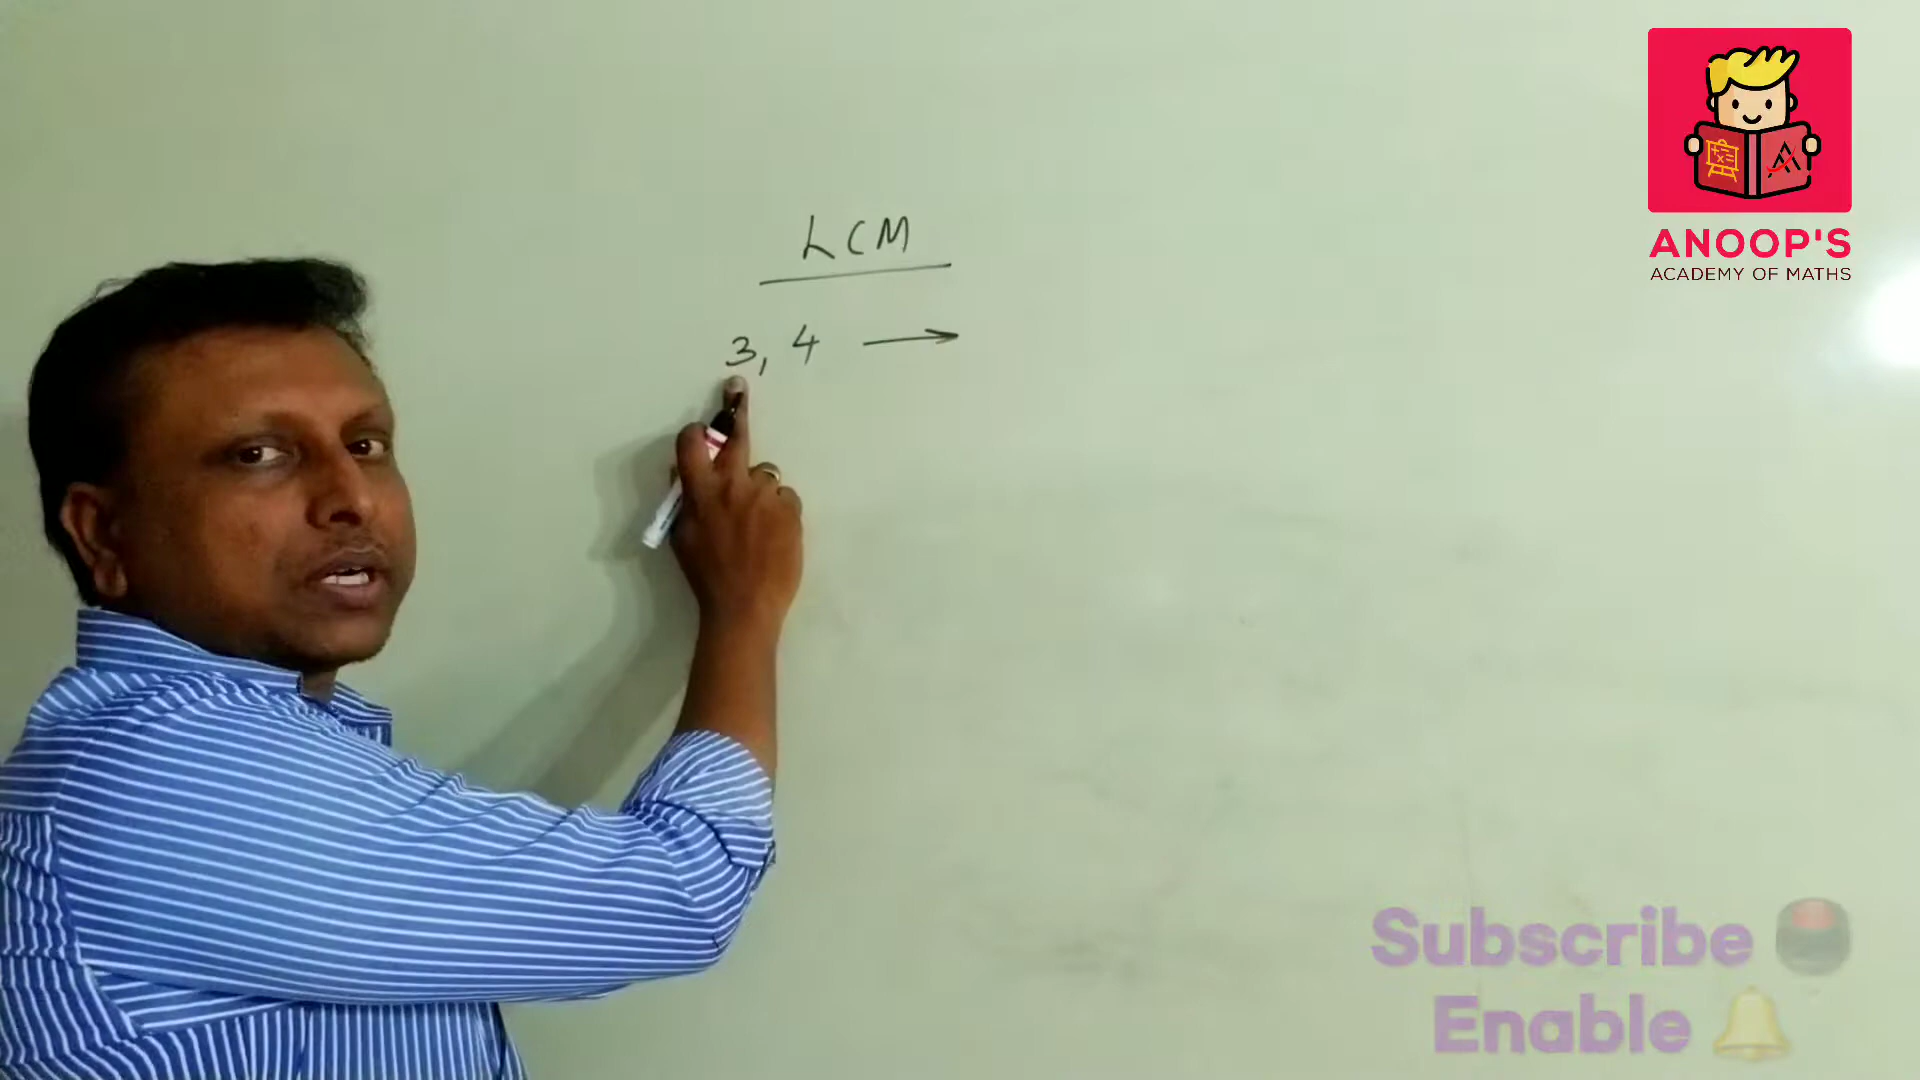 LCM
3, 4 →
ANOOP'S
ACADEMY OF MATHS
Subscribe
Enable